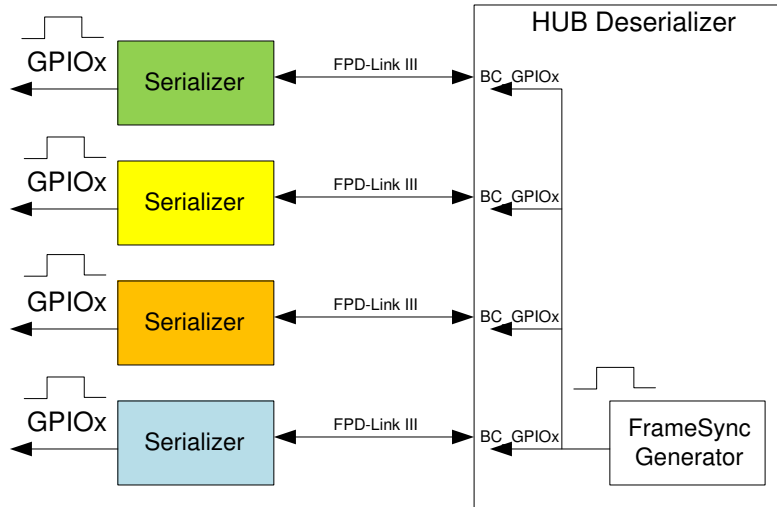 HUB Deserializer
GPIOx
Serializer
FPD-Link III
BC_GPIOx
GPIOx
Serializer
FPD-Link III
BC_GPIOx
GPIOx
Serializer
FPD-Link III
BC_GPIOx
GPIOx
Serializer
FPD-Link III
BC_GPIOx
FrameSync
Generator